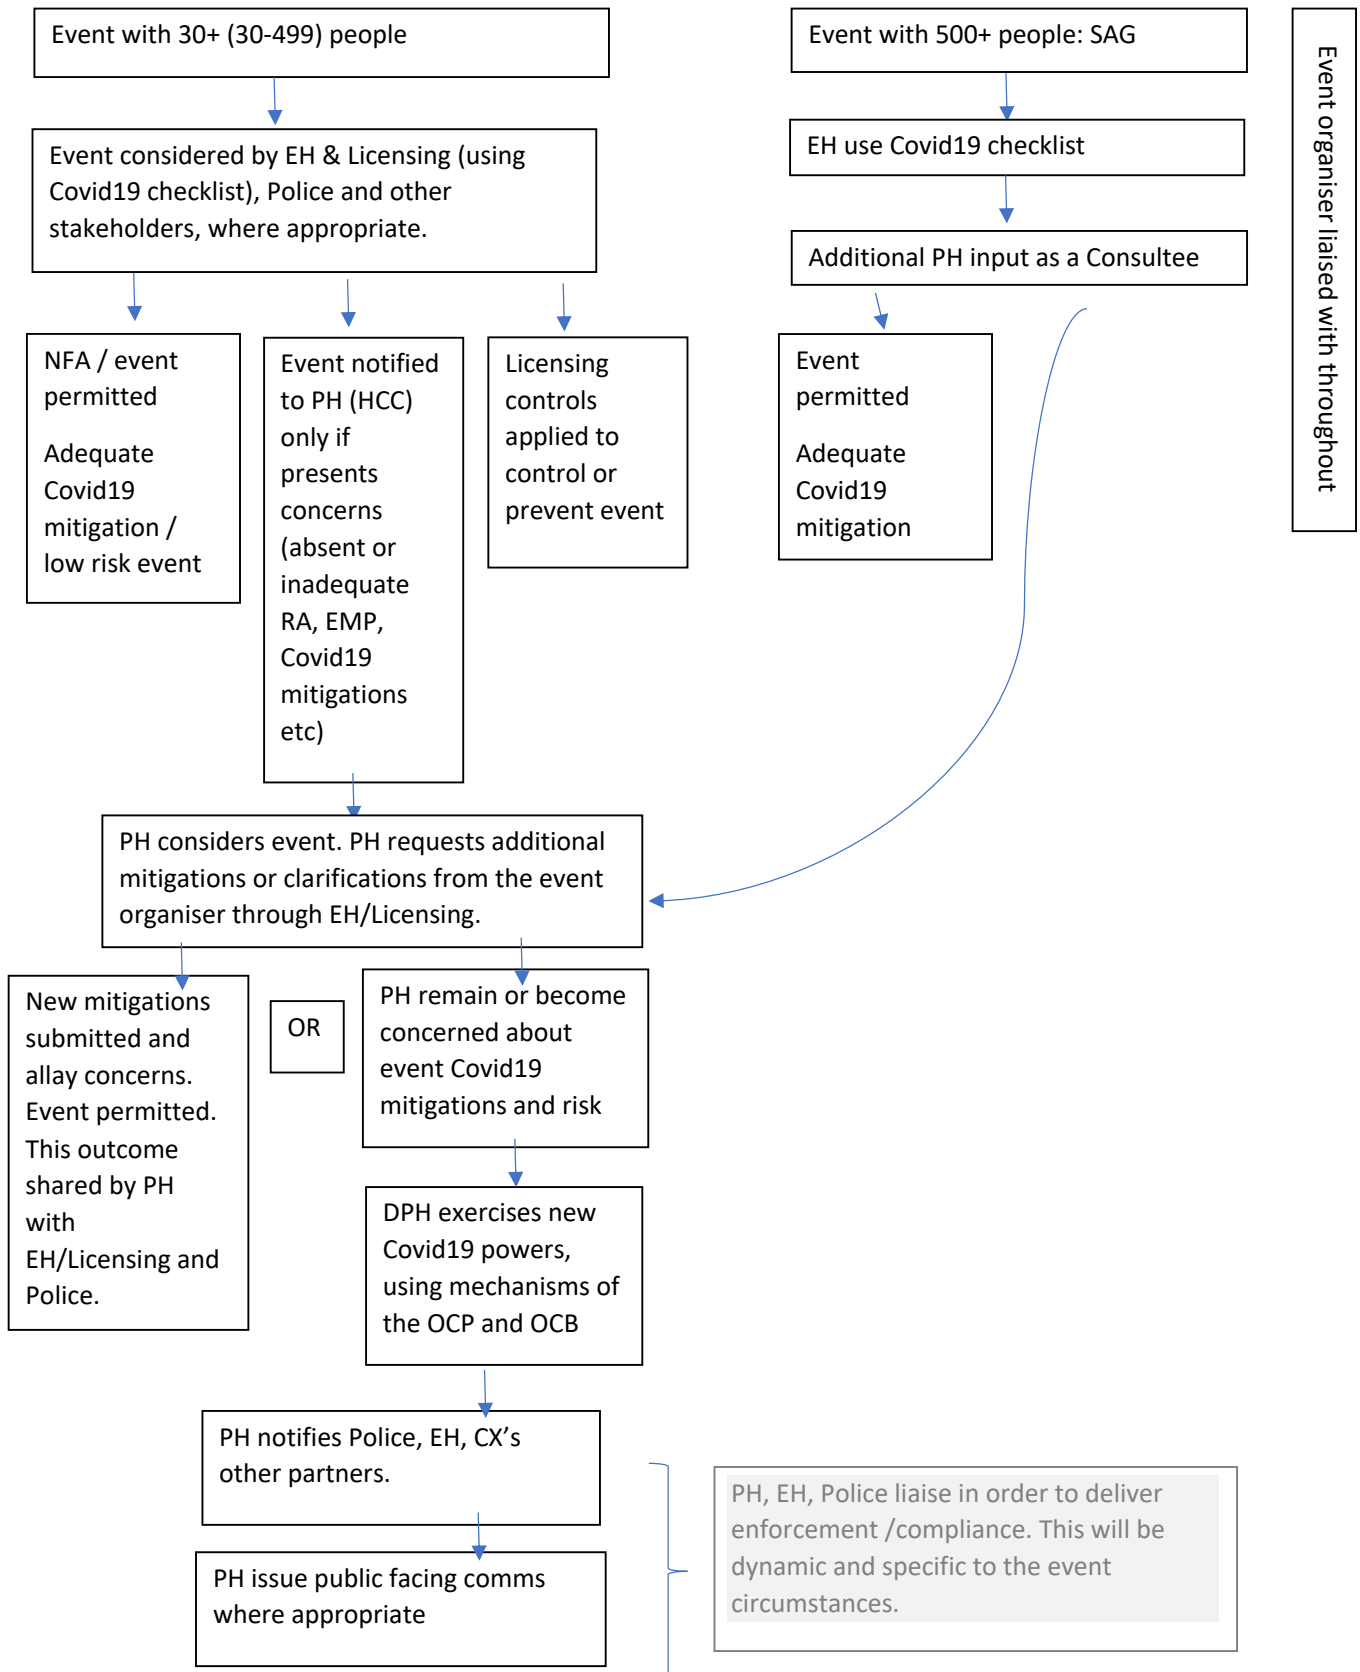 Event with 30+ (30-499) people
Event with 500+ people: SAG
Event organiser liaised with throughout
Event considered by EH & Licensing (using
Covid19 checklist), Police and other
stakeholders, where appropriate.
EH use Covid19 checklist
Additional PH input as a Consultee
NFA / event
permitted
Adequate
Covid19
mitigation /
low risk event
Event notified
to PH (HCC)
only if
presents
concerns
(absent or
inadequate
RA, EMP,
Covid19
mitigations
etc)
Licensing
controls
applied to
control or
prevent event
Event
permitted
Adequate
Covid19
mitigation
PH considers event. PH requests additional
mitigations or clarifications from the event
organiser through EH/Licensing.
New mitigations
submitted and
allay concerns.
Event permitted.
This outcome
shared by PH
with
EH/Licensing and
Police.
OR
PH remain or become
concerned about
event Covid19
mitigations and risk
DPH exercises new
Covid19 powers,
using mechanisms of
the OCP and OCB
PH notifies Police, EH, CX’s
other partners.
PH issue public facing comms
where appropriate
PH, EH, Police liaise in order to deliver
enforcement /compliance. This will be
dynamic and specific to the event
circumstances.